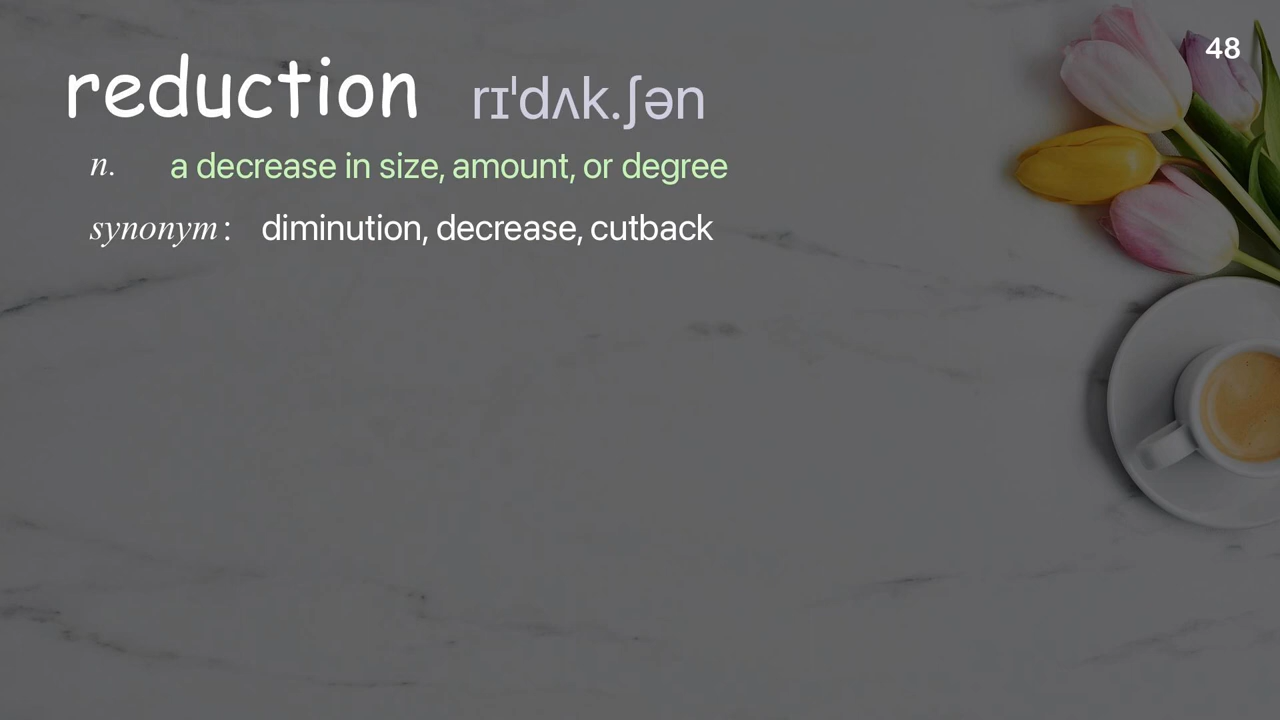 48
reduction rɪˈdʌk.ʃən
n. a decrease in size, amount, or degree
synonym: diminution, decrease, cutback